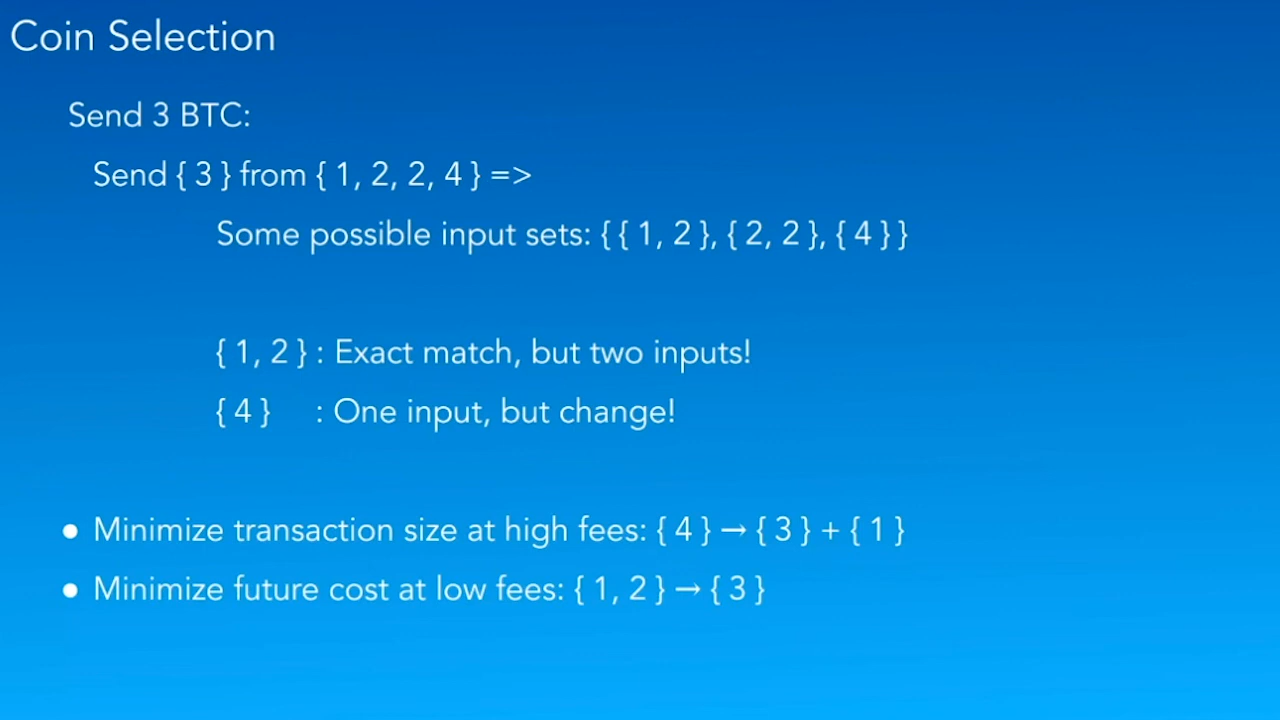 Coin Selection
Send 3 BTC:
Send { 3 } from { 1, 2, 2, 4 } =>
Some possible input sets: { { 1, 2 }, { 2, 2 }, { 4 } }
{ 1, 2 } : Exact match, but two inputs!
{ 4 } : One input, but change!
● Minimize transaction size at high fees: { 4 } → { 3 } + { 1 }
● Minimize future cost at low fees: { 1, 2 } → { 3 }